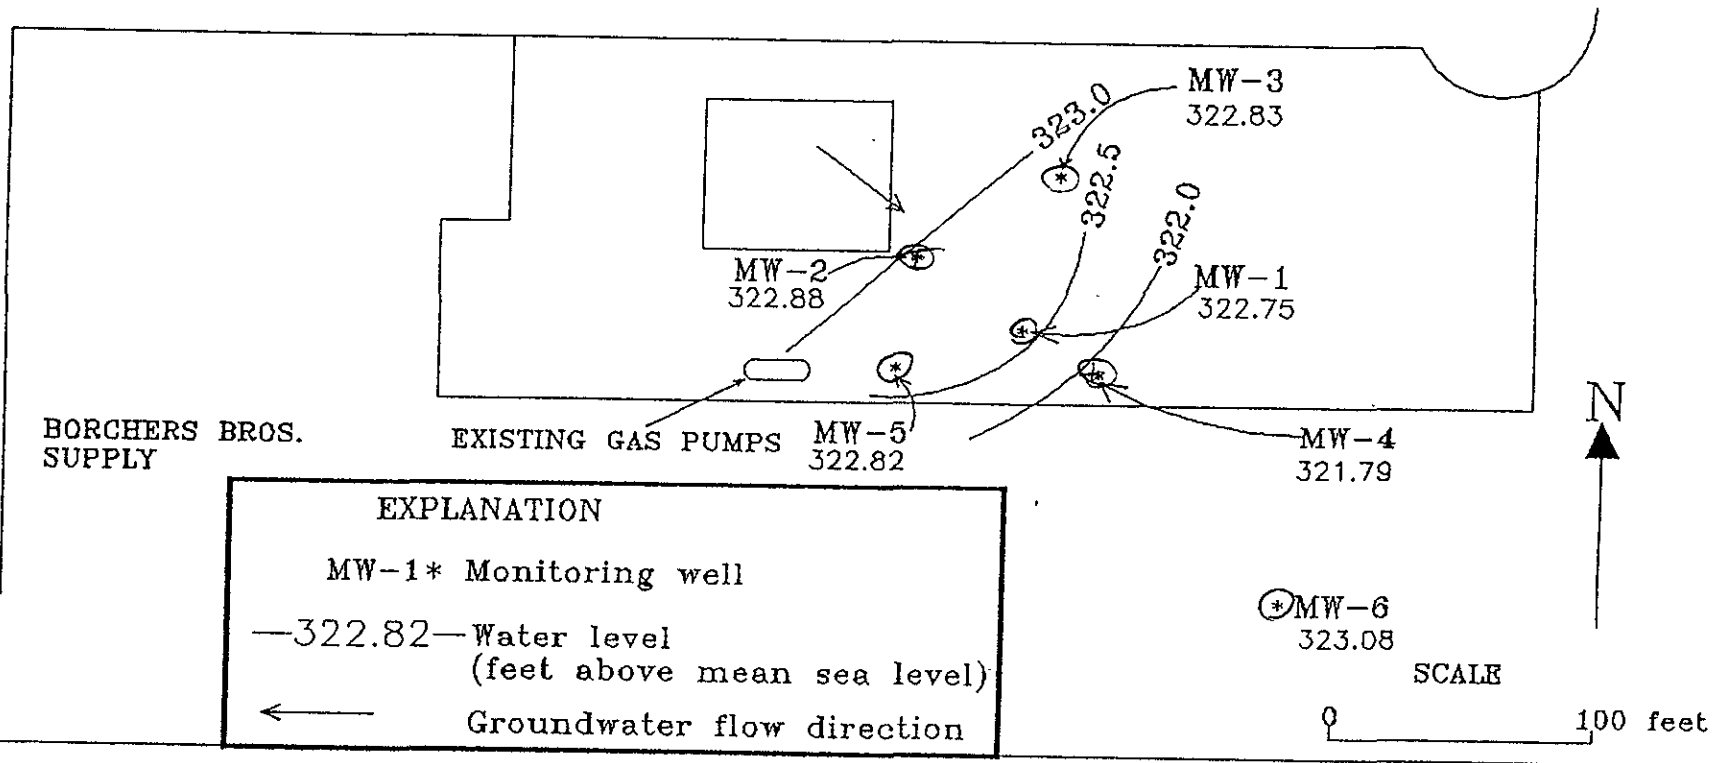 MW-3
322.83
323.0
322.5
322.0
MW-2
322.88
MW-1
322.75
BORCHERS BROS.
SUPPLY
EXISTING GAS PUMPS
MW-5
322.82
MW-4
321.79
N
EXPLANATION
MW-1* Monitoring well
—322.82— Water level
(feet above mean sea level)
Groundwater flow direction
MW-6
323.08
SCALE
0 100 feet